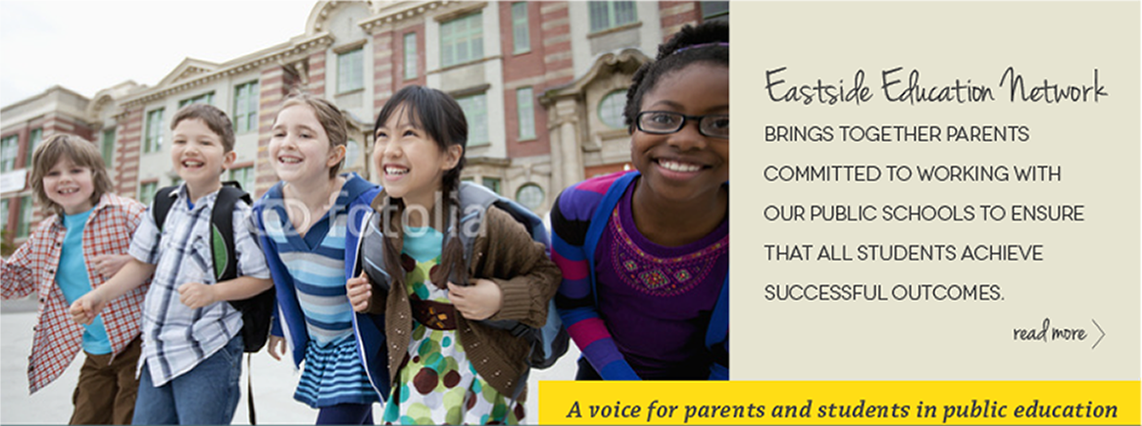 fotolia
Eastside Education Network
BRINGS TOGETHER PARENTS
COMMITTED TO WORKING WITH
OUR PUBLIC SCHOOLS TO ENSURE
THAT ALL STUDENTS ACHIEVE
SUCCESSFUL OUTCOMES.
read more
A voice for parents and students in public education